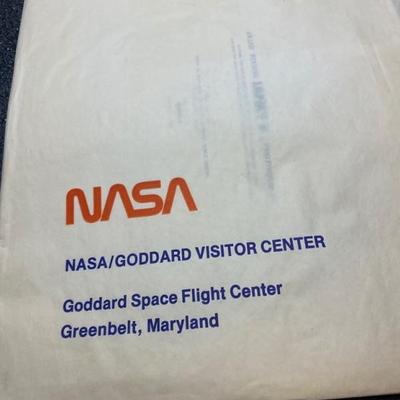 NASA
NASA/GODDARD VISITOR CENTER
Goddard Space Flight Center
Greenbelt, Maryland